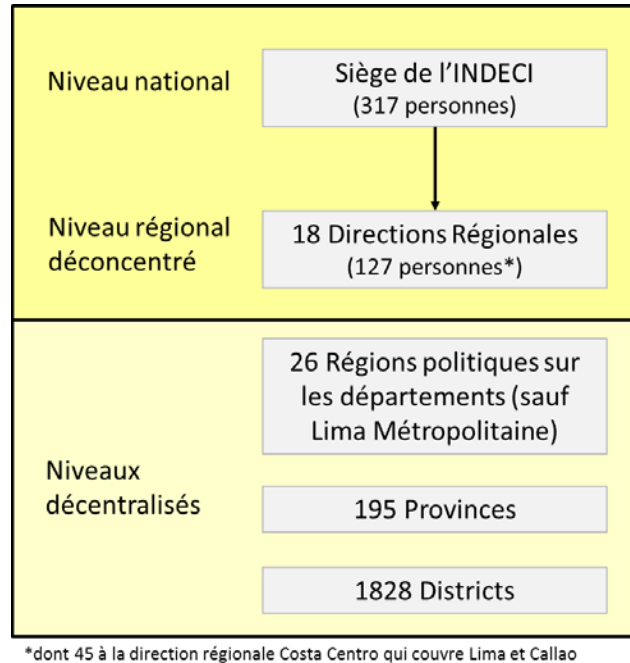 Niveau national
Siège de l'INDECI
(317 personnes)
Niveau régional
déconcentré
18 Directions Régionales
(127 personnes*)
26 Régions politiques sur
les départements (sauf
Lima Métropolitaine)
Niveaux
décentralisés
195 Provinces
1828 Districts
*dont 45 à la direction régionale Costa Centro qui couvre Lima et Callao